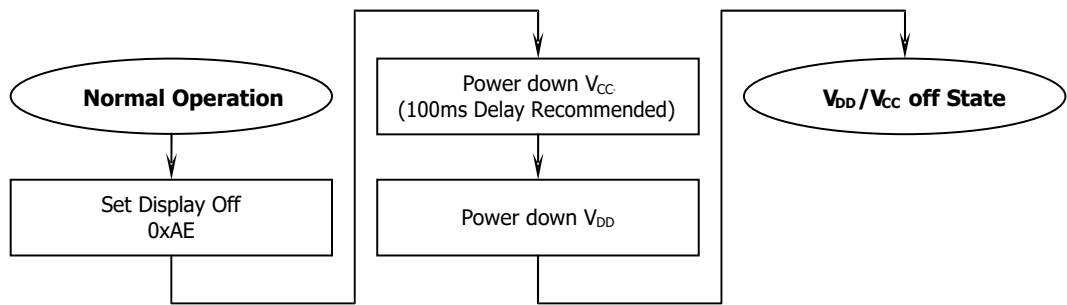 Normal Operation
Set Display Off
0xAE
Power down VCC.
(100ms Delay Recommended)
Power down VDD
VDD/VCC off State